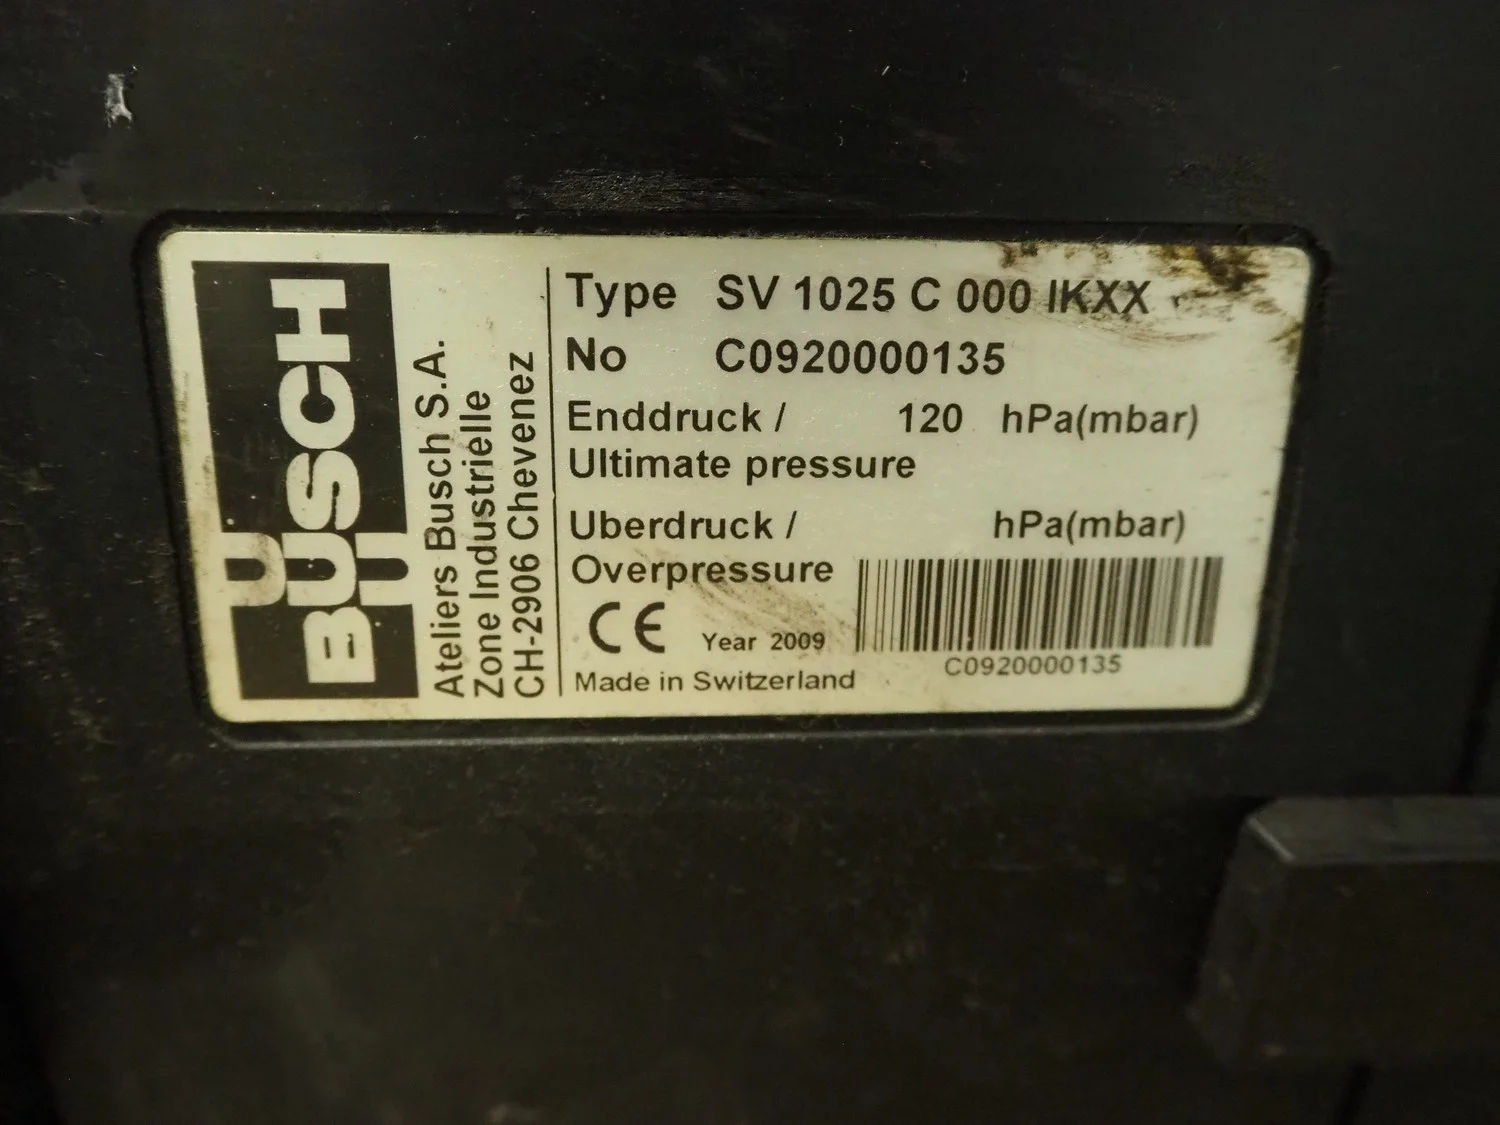 BUSCH
Ateliers Busch S.A.
Zone Industrielle
CH-2906 Chevenez
Type SV 1025 C 000 IKXX
No C0920000135
Enddruck / 120 hPa(mbar)
Ultimate pressure
Uberdruck / hPa(mbar)
Overpressure
CE Year 2009
C0920000135
Made in Switzerland